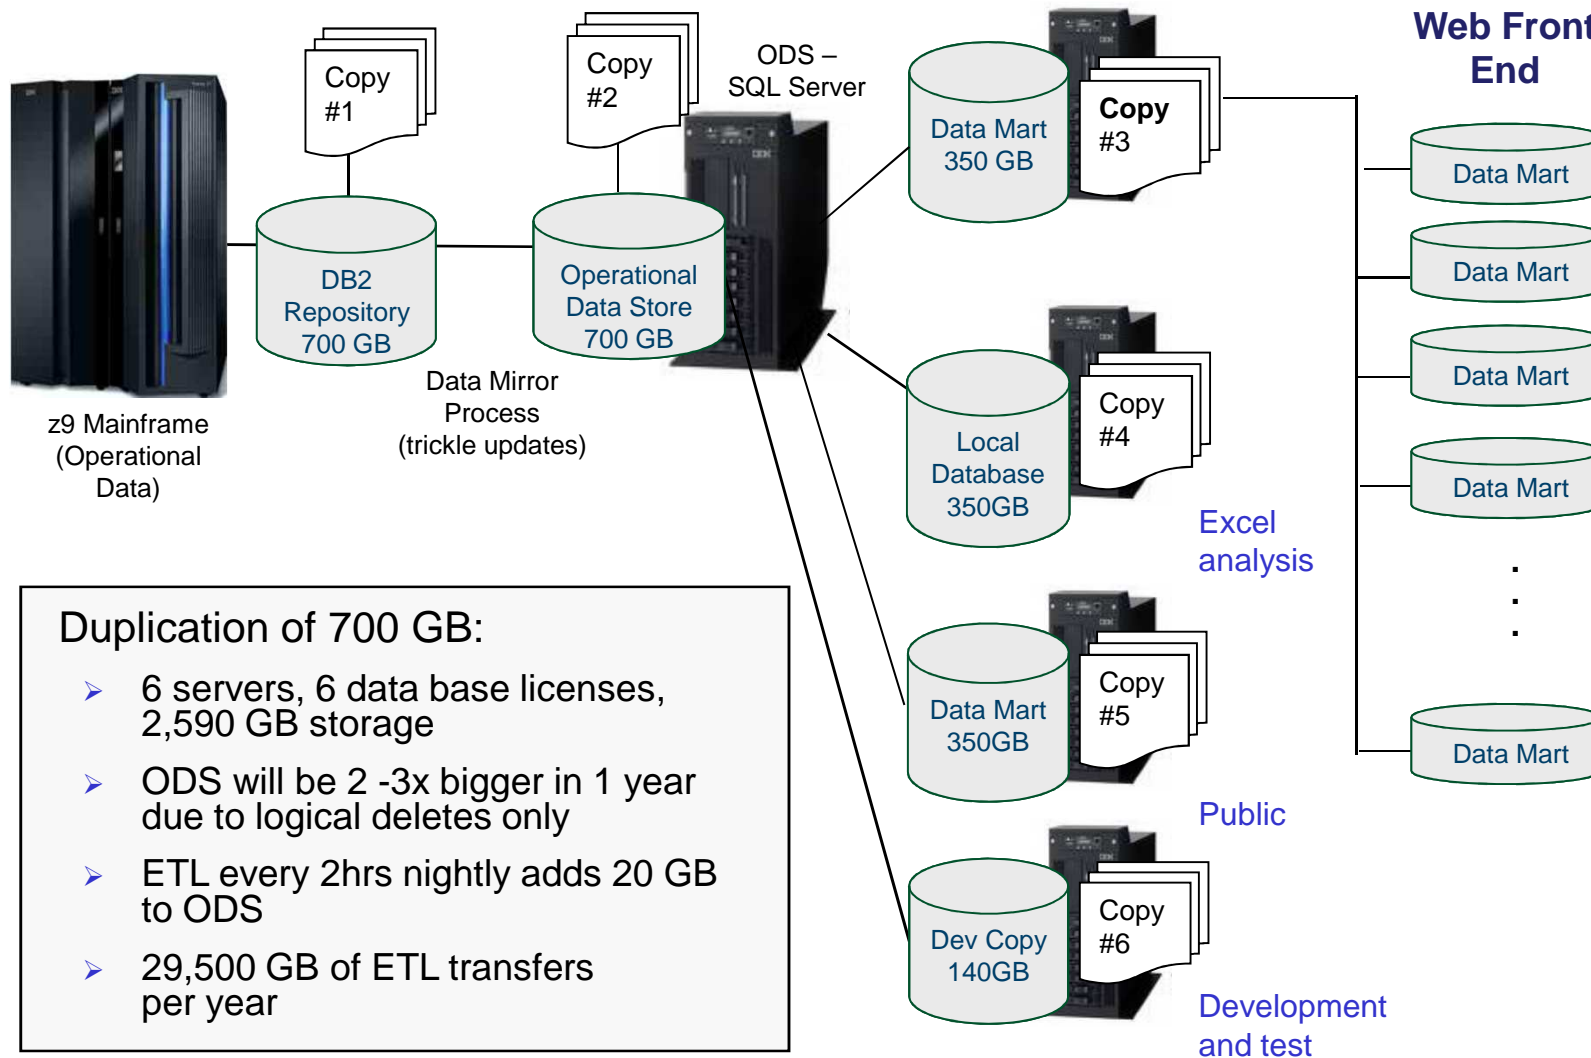 Web Front
End
Copy
#1
Copy
#2
ODS –
SQL Server
Data Mart
350 GB
Copy
#3
Data Mart
Data Mart
Data Mart
Data Mart
.
.
.
Data Mart
DB2
Repository
700 GB
Operational
Data Store
700 GB
z9 Mainframe
(Operational
Data)
Data Mirror
Process
(trickle updates)
Local
Database
350GB
Copy
#4
Excel
analysis
Data Mart
350GB
Copy
#5
Public
Dev Copy
140GB
Copy
#6
Development
and test
Duplication of 700 GB:
➢ 6 servers, 6 data base licenses,
2,590 GB storage
➢ ODS will be 2 -3x bigger in 1 year
due to logical deletes only
➢ ETL every 2hrs nightly adds 20 GB
to ODS
➢ 29,500 GB of ETL transfers
per year